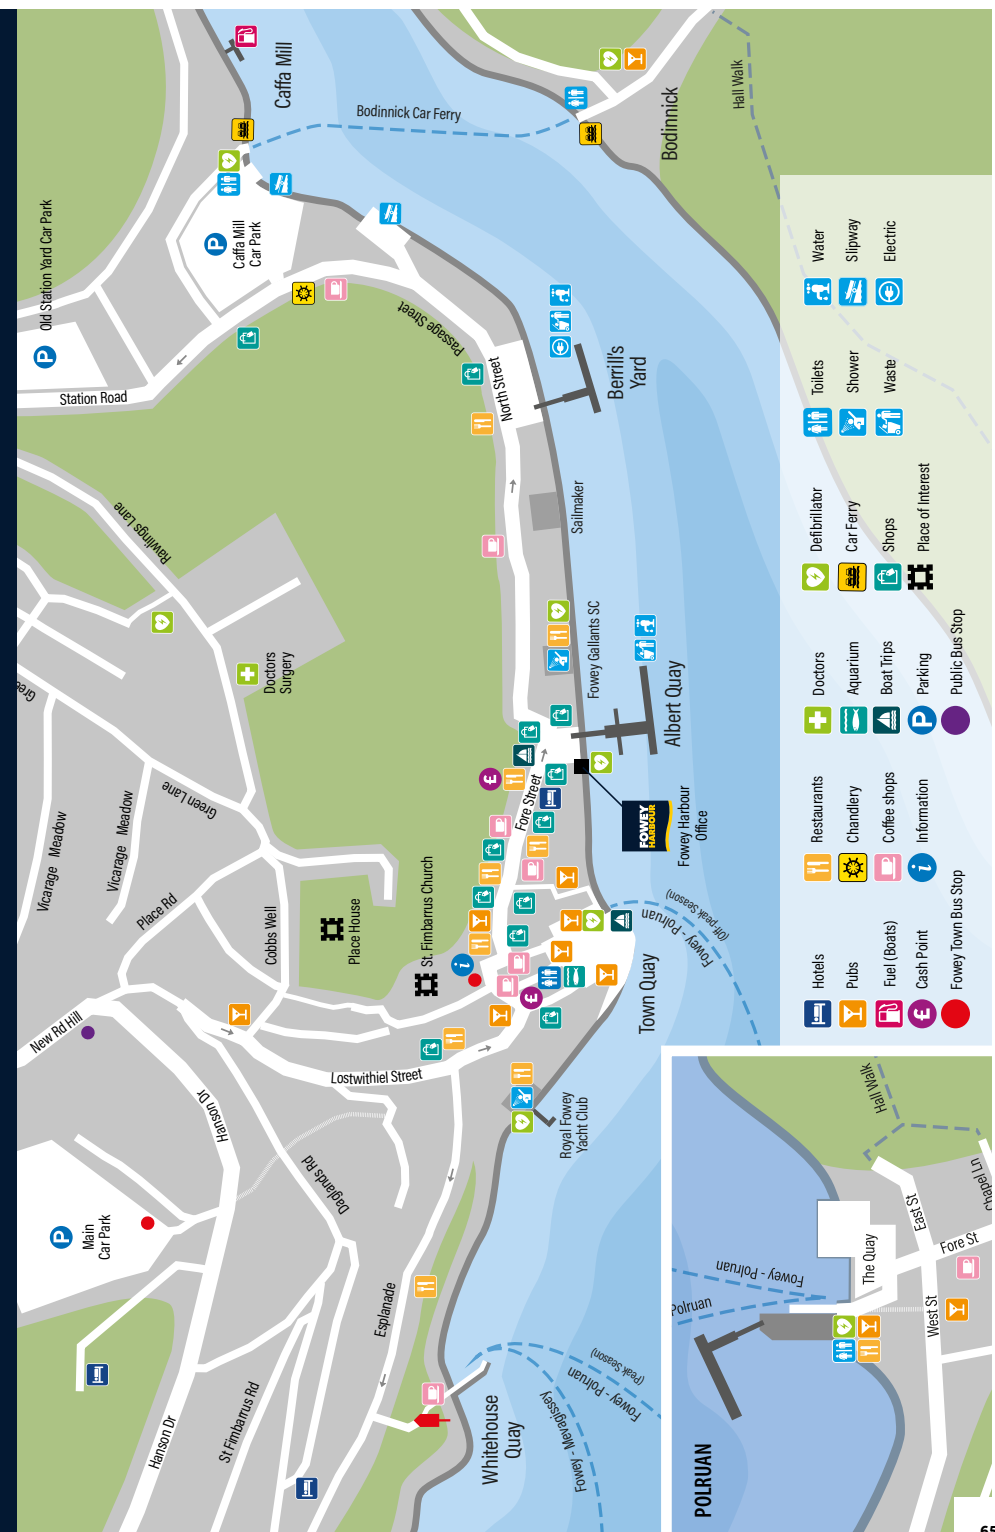 Caffa Mill
Bodinnick Car Ferry
Bodinnick
Hall Walk
Old Station Yard Car Park
P
P
Caffa Mill
Car Park
Station Road
Passage Street
North Street
Berrill's
Yard
Sailmaker
Rawlings Lane
Doctors
Surgery
Fowey Gallants SC
Albert Quay
Green
Green Lane
Vicarage Meadow
Vicarage Meadow
Place Rd
Cobbs Well
Place House
St. Fimbarrus Church
Fore Street
£
FOWEY
HARBOUR
Fowey Harbour
Office
i
£
Fowey - Polruan
(Off-peak Season)
Town Quay
New Rd Hill
Lostwithiel Street
Hanson Dr
Daglands Rd
Royal Fowey
Yacht Club
P
Main
Car Park
Esplanade
Hanson Dr
St Fimbarrus Rd
Whitehouse
Quay
Fowey - Polruan
(Peak Season)
Fowey - Mevagissey
Hotels
Pubs
Fuel (Boats)
£
Cash Point
Fowey Town Bus Stop
Restaurants
Chandlery
Coffee shops
i
Information
Doctors
Aquarium
Boat Trips
P
Parking
Public Bus Stop
Defibrillator
Car Ferry
Shops
Place of Interest
Toilets
Shower
Waste
Water
Slipway
Electric
POLRUAN
Polruan
Fowey - Polruan
The Quay
Hall Walk
East St
Fore St
West St
Chapel Ln
65